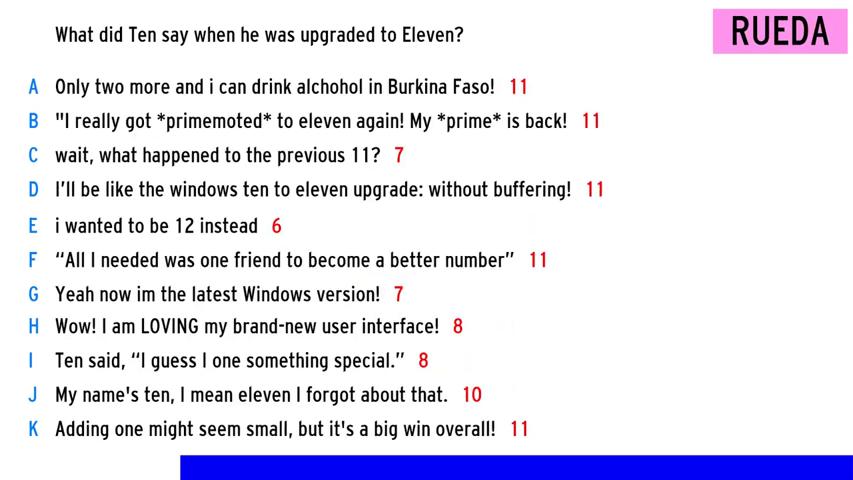 What did Ten say when he was upgraded to Eleven?
RUEDA
A Only two more and i can drink alchohol in Burkina Faso! 11
B "I really got *primemoted* to eleven again! My *prime* is back! 11
C wait, what happened to the previous 11? 7
D I’ll be like the windows ten to eleven upgrade: without buffering! 11
E i wanted to be 12 instead 6
F “All I needed was one friend to become a better number” 11
G Yeah now im the latest Windows version! 7
H Wow! I am LOVING my brand-new user interface! 8
I Ten said, “I guess I one something special.” 8
J My name's ten, I mean eleven I forgot about that. 10
K Adding one might seem small, but it's a big win overall! 11